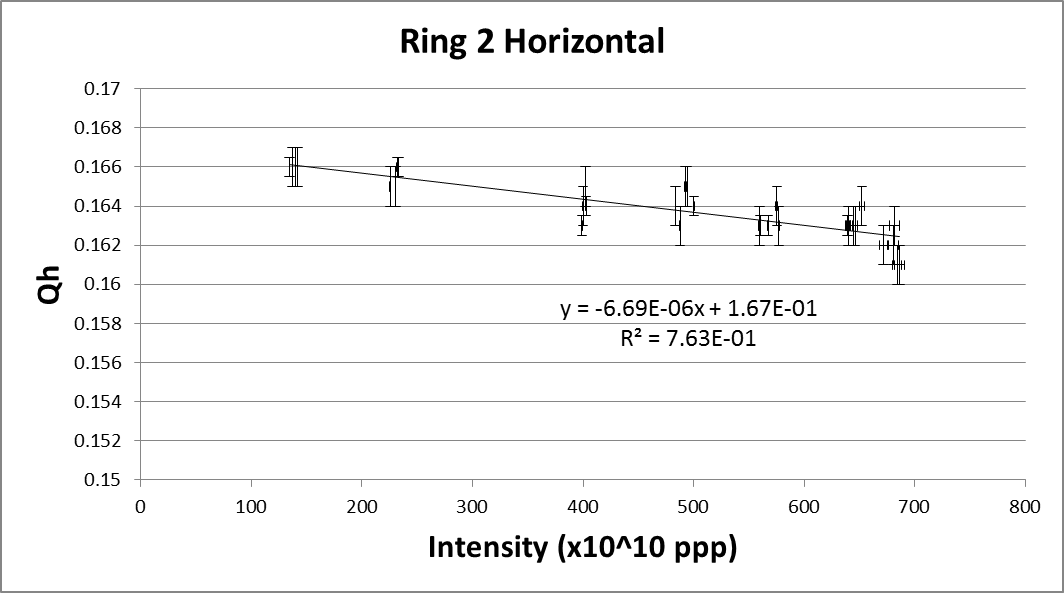 Ring 2 Horizontal
0.17
0.168
0.166
0.164
0.162
0.16
0.158
0.156
0.154
0.152
0.15
Qh
y = -6.69E-06x + 1.67E-01
R² = 7.63E-01
0 100 200 300 400 500 600 700 800
Intensity (x10^10 ppp)